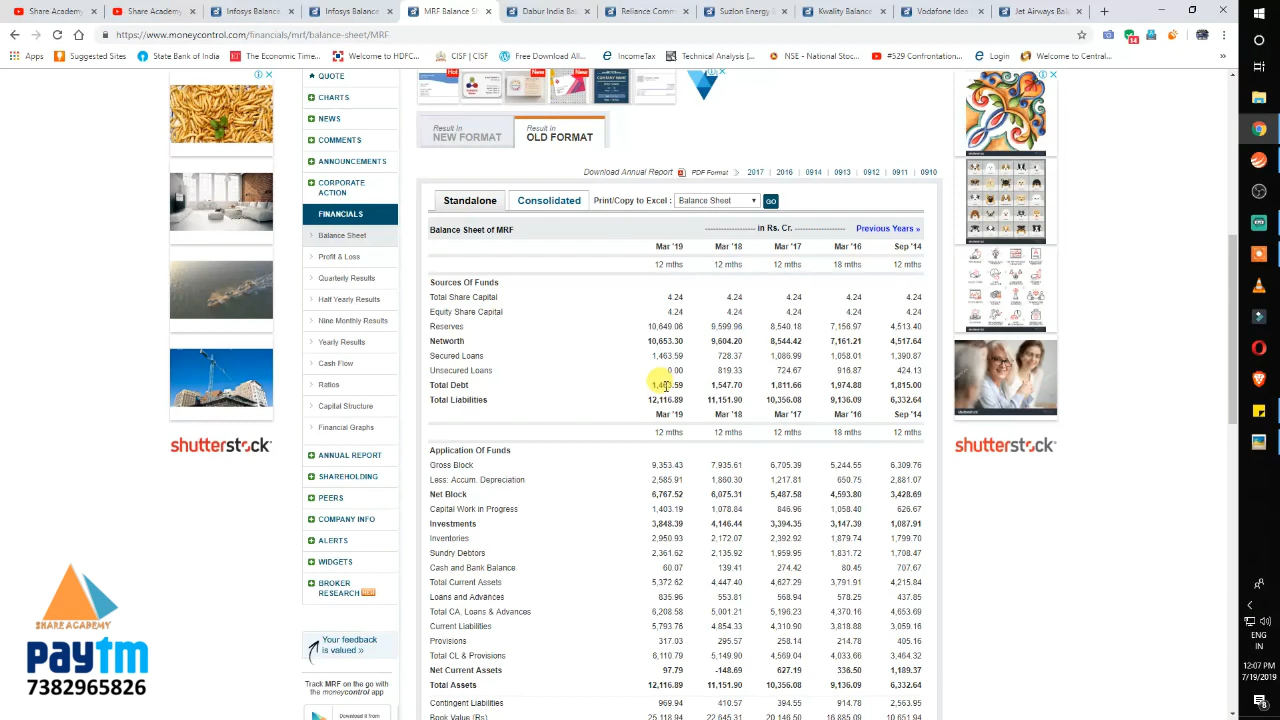 Share Academy
Share Academy
Infosys Balance
Infosys Balance
MRF Balance Sh
Dabur India Bala
Reliance Commu
Suzlon Energy
Kwality Balance
Vodafone Idea
Jet Airways Bala
https://www.moneycontrol.com/financials/mrf/balance-sheet/MRF
Apps
Suggested Sites
State Bank of India
The Economic Time...
Welcome to HDFC...
CISF | CISF
Free Download All...
IncomeTax
Technical Analysis [...
NSE - National Stoc...
#529 Confrontation...
Login
Welcome to Central...
QUOTE
CHARTS
NEWS
COMMENTS
ANNOUNCEMENTS
CORPORATE
ACTION
FINANCIALS
Balance Sheet
Profit & Loss
Quarterly Results
Half Yearly Results
Nine Monthly Results
Yearly Results
Cash Flow
Ratios
Capital Structure
Financial Graphs
ANNUAL REPORT
SHAREHOLDING
PEERS
COMPANY INFO
ALERTS
WIDGETS
BROKER
RESEARCH
Your feedback
is valued »
Track MRF on the go with
the moneycontrol app
Download it from
Hot
New
New
Result in
NEW FORMAT
Result in
OLD FORMAT
Download Annual Report PDF Format 2017 | 2016 | 0914 | 0913 | 0912 | 0911 | 0910
Standalone Consolidated Print/Copy to Excel : Balance Sheet GO
Balance Sheet of MRF ------------------- in Rs. Cr. ------------------- Previous Years »
Mar '19 Mar '18 Mar '17 Mar '16 Sep '14
12 mths 12 mths 12 mths 18 mths 12 mths
Sources Of Funds
Total Share Capital 4.24 4.24 4.24 4.24 4.24
Equity Share Capital 4.24 4.24 4.24 4.24 4.24
Reserves 10,649.06 9,599.96 8,540.18 7,156.97 4,513.40
Networth 10,653.30 9,604.20 8,544.42 7,161.21 4,517.64
Secured Loans 1,463.59 728.37 1,086.99 1,058.01 1,390.87
Unsecured Loans 0.00 819.33 724.67 916.87 424.13
Total Debt 1,463.59 1,547.70 1,811.66 1,974.88 1,815.00
Total Liabilities 12,116.89 11,151.90 10,356.08 9,136.09 6,332.64
Mar '19 Mar '18 Mar '17 Mar '16 Sep '14
12 mths 12 mths 12 mths 18 mths 12 mths
Application Of Funds
Gross Block 9,353.43 7,935.61 6,705.39 5,244.55 6,309.76
Less: Accum. Depreciation 2,585.91 1,860.30 1,217.81 650.75 2,881.07
Net Block 6,767.52 6,075.31 5,487.58 4,593.80 3,428.69
Capital Work in Progress 1,403.19 1,078.84 846.96 1,058.40 626.67
Investments 3,848.39 4,146.44 3,394.35 3,147.39 1,087.91
Inventories 2,950.93 2,172.07 2,392.92 1,879.74 1,799.70
Sundry Debtors 2,361.62 2,135.92 1,959.95 1,831.72 1,708.47
Cash and Bank Balance 60.07 139.41 274.42 80.45 707.67
Total Current Assets 5,372.62 4,447.40 4,627.29 3,791.91 4,215.84
Loans and Advances 835.96 553.81 568.94 578.25 437.85
Total CA, Loans & Advances 6,208.58 5,001.21 5,196.23 4,370.16 4,653.69
Current Liabilities 5,793.76 4,854.33 4,310.90 3,818.88 3,059.16
Provisions 317.03 295.57 258.14 214.78 405.16
Total CL & Provisions 6,110.79 5,149.90 4,569.04 4,033.66 3,464.32
Net Current Assets 97.79 -148.69 627.19 336.50 1,189.37
Total Assets 12,116.89 11,151.90 10,356.08 9,136.09 6,332.64
Contingent Liabilities 969.94 410.57 394.55 914.78 2,563.95
Book Value (Rs) 25,118.94 22,645.31 20,146.69 16,885.09 10,651.94
shutterstock
shutterstock
SHARE ACADEMY
paytm
7382965826
ENG
IN
12:07 PM
7/19/2019